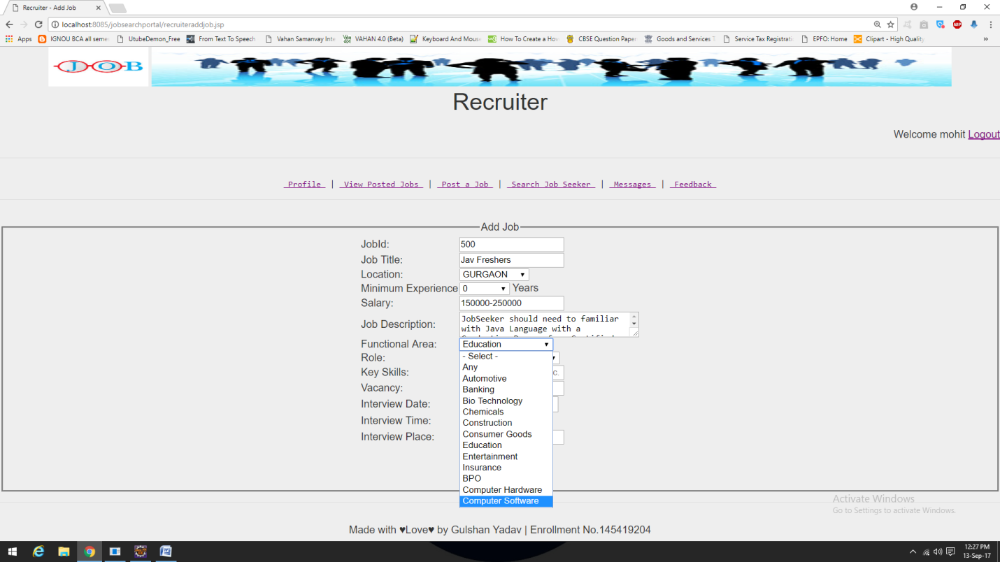 Recruiter - Add Job
localhost:8085/jobsearchportal/recruiteraddjob.jsp
ABP
Apps IGNOU BCA all semes UtubeDemon_Free From Text To Speech Vahan Samanvay Inte VAHAN 4.0 (Beta) Keyboard And Mouse How To Create a How CBSE Question Paper Goods and Services T Service Tax Registrati EPFO: Home Clipart - High Quality »
JOB
Recruiter
Welcome mohit Logout
Profile | View Posted Jobs | Post a Job | Search Job Seeker | Messages | Feedback
Add Job
JobId: 500
Job Title: Jav Freshers
Location: GURGAON
Minimum Experience 0 Years
Salary: 150000-250000
Job Description: JobSeeker should need to familiar
with Java Language with a
Functional Area: Education
Role:
Key Skills: c.
Vacancy:
Interview Date:
Interview Time:
Interview Place:
- Select -
Any
Automotive
Banking
Bio Technology
Chemicals
Construction
Consumer Goods
Education
Entertainment
Insurance
BPO
Computer Hardware
Computer Software
Activate Windows
Go to Settings to activate Windows.
Made with ♥Love♥ by Gulshan Yadav | Enrollment No.145419204
12:27 PM
13-Sep-17